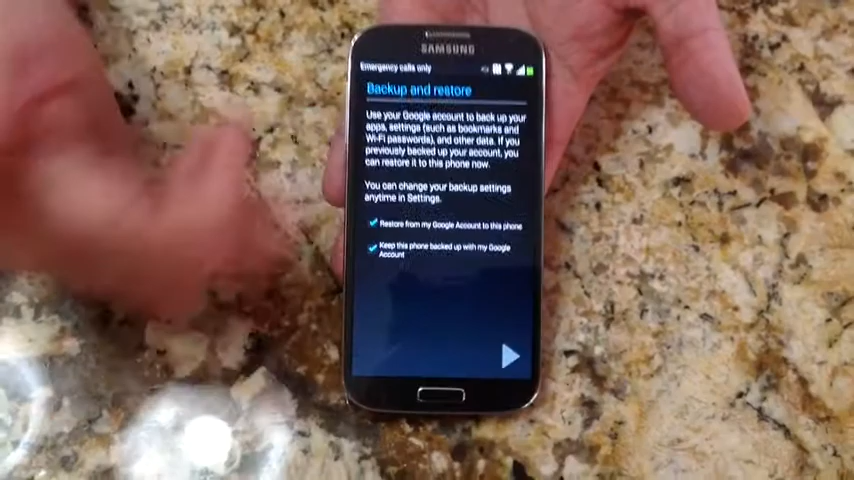 SAMSUNG
Emergency calls only
Backup and restore
Use your Google account to back up your
apps, settings (such as bookmarks and
Wi-Fi passwords), and other data. If you
previously backed up your account, you
can restore it to this phone now.
You can change your backup settings
anytime in Settings.
Restore from my Google Account to this phone
Keep this phone backed up with my Google
Account